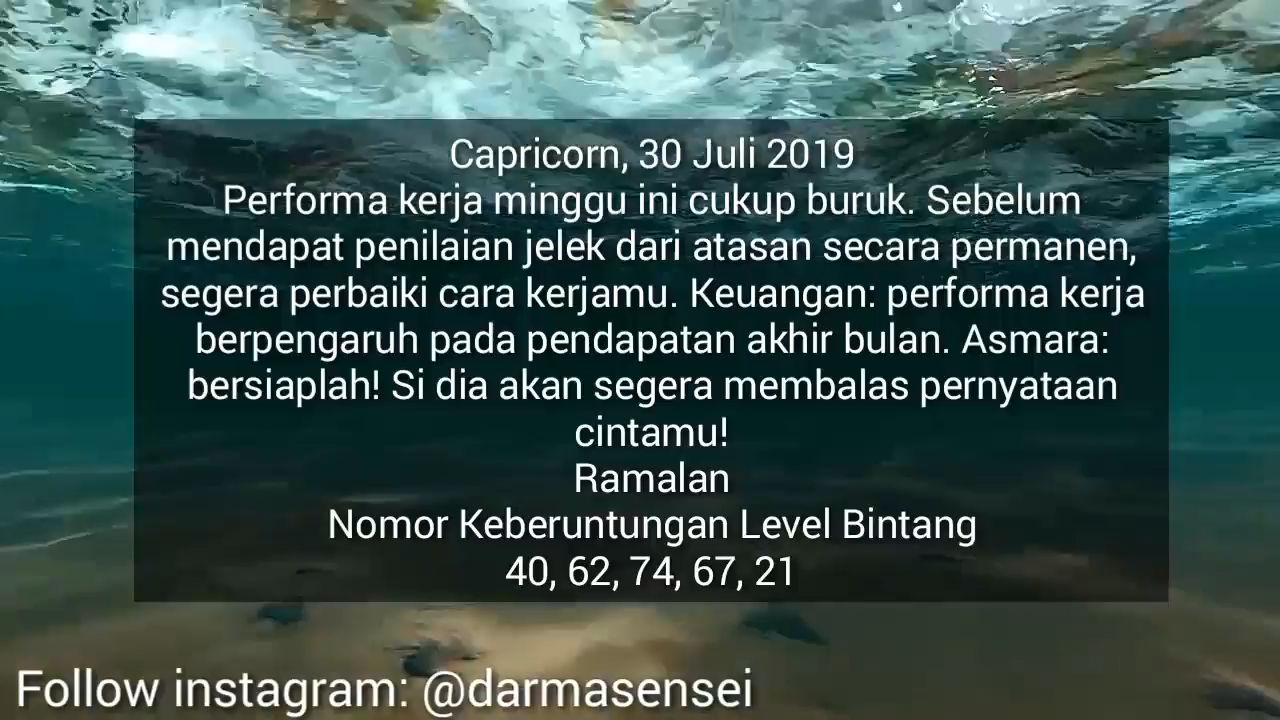 Capricorn, 30 Juli 2019
Performa kerja minggu ini cukup buruk. Sebelum
mendapat penilaian jelek dari atasan secara permanen,
segera perbaiki cara kerjamu. Keuangan: performa kerja
berpengaruh pada pendapatan akhir bulan. Asmara:
bersiaplah! Si dia akan segera membalas pernyataan
cintamu!
Ramalan
Nomor Keberuntungan Level Bintang
40, 62, 74, 67, 21
Follow instagram: @darmasensei